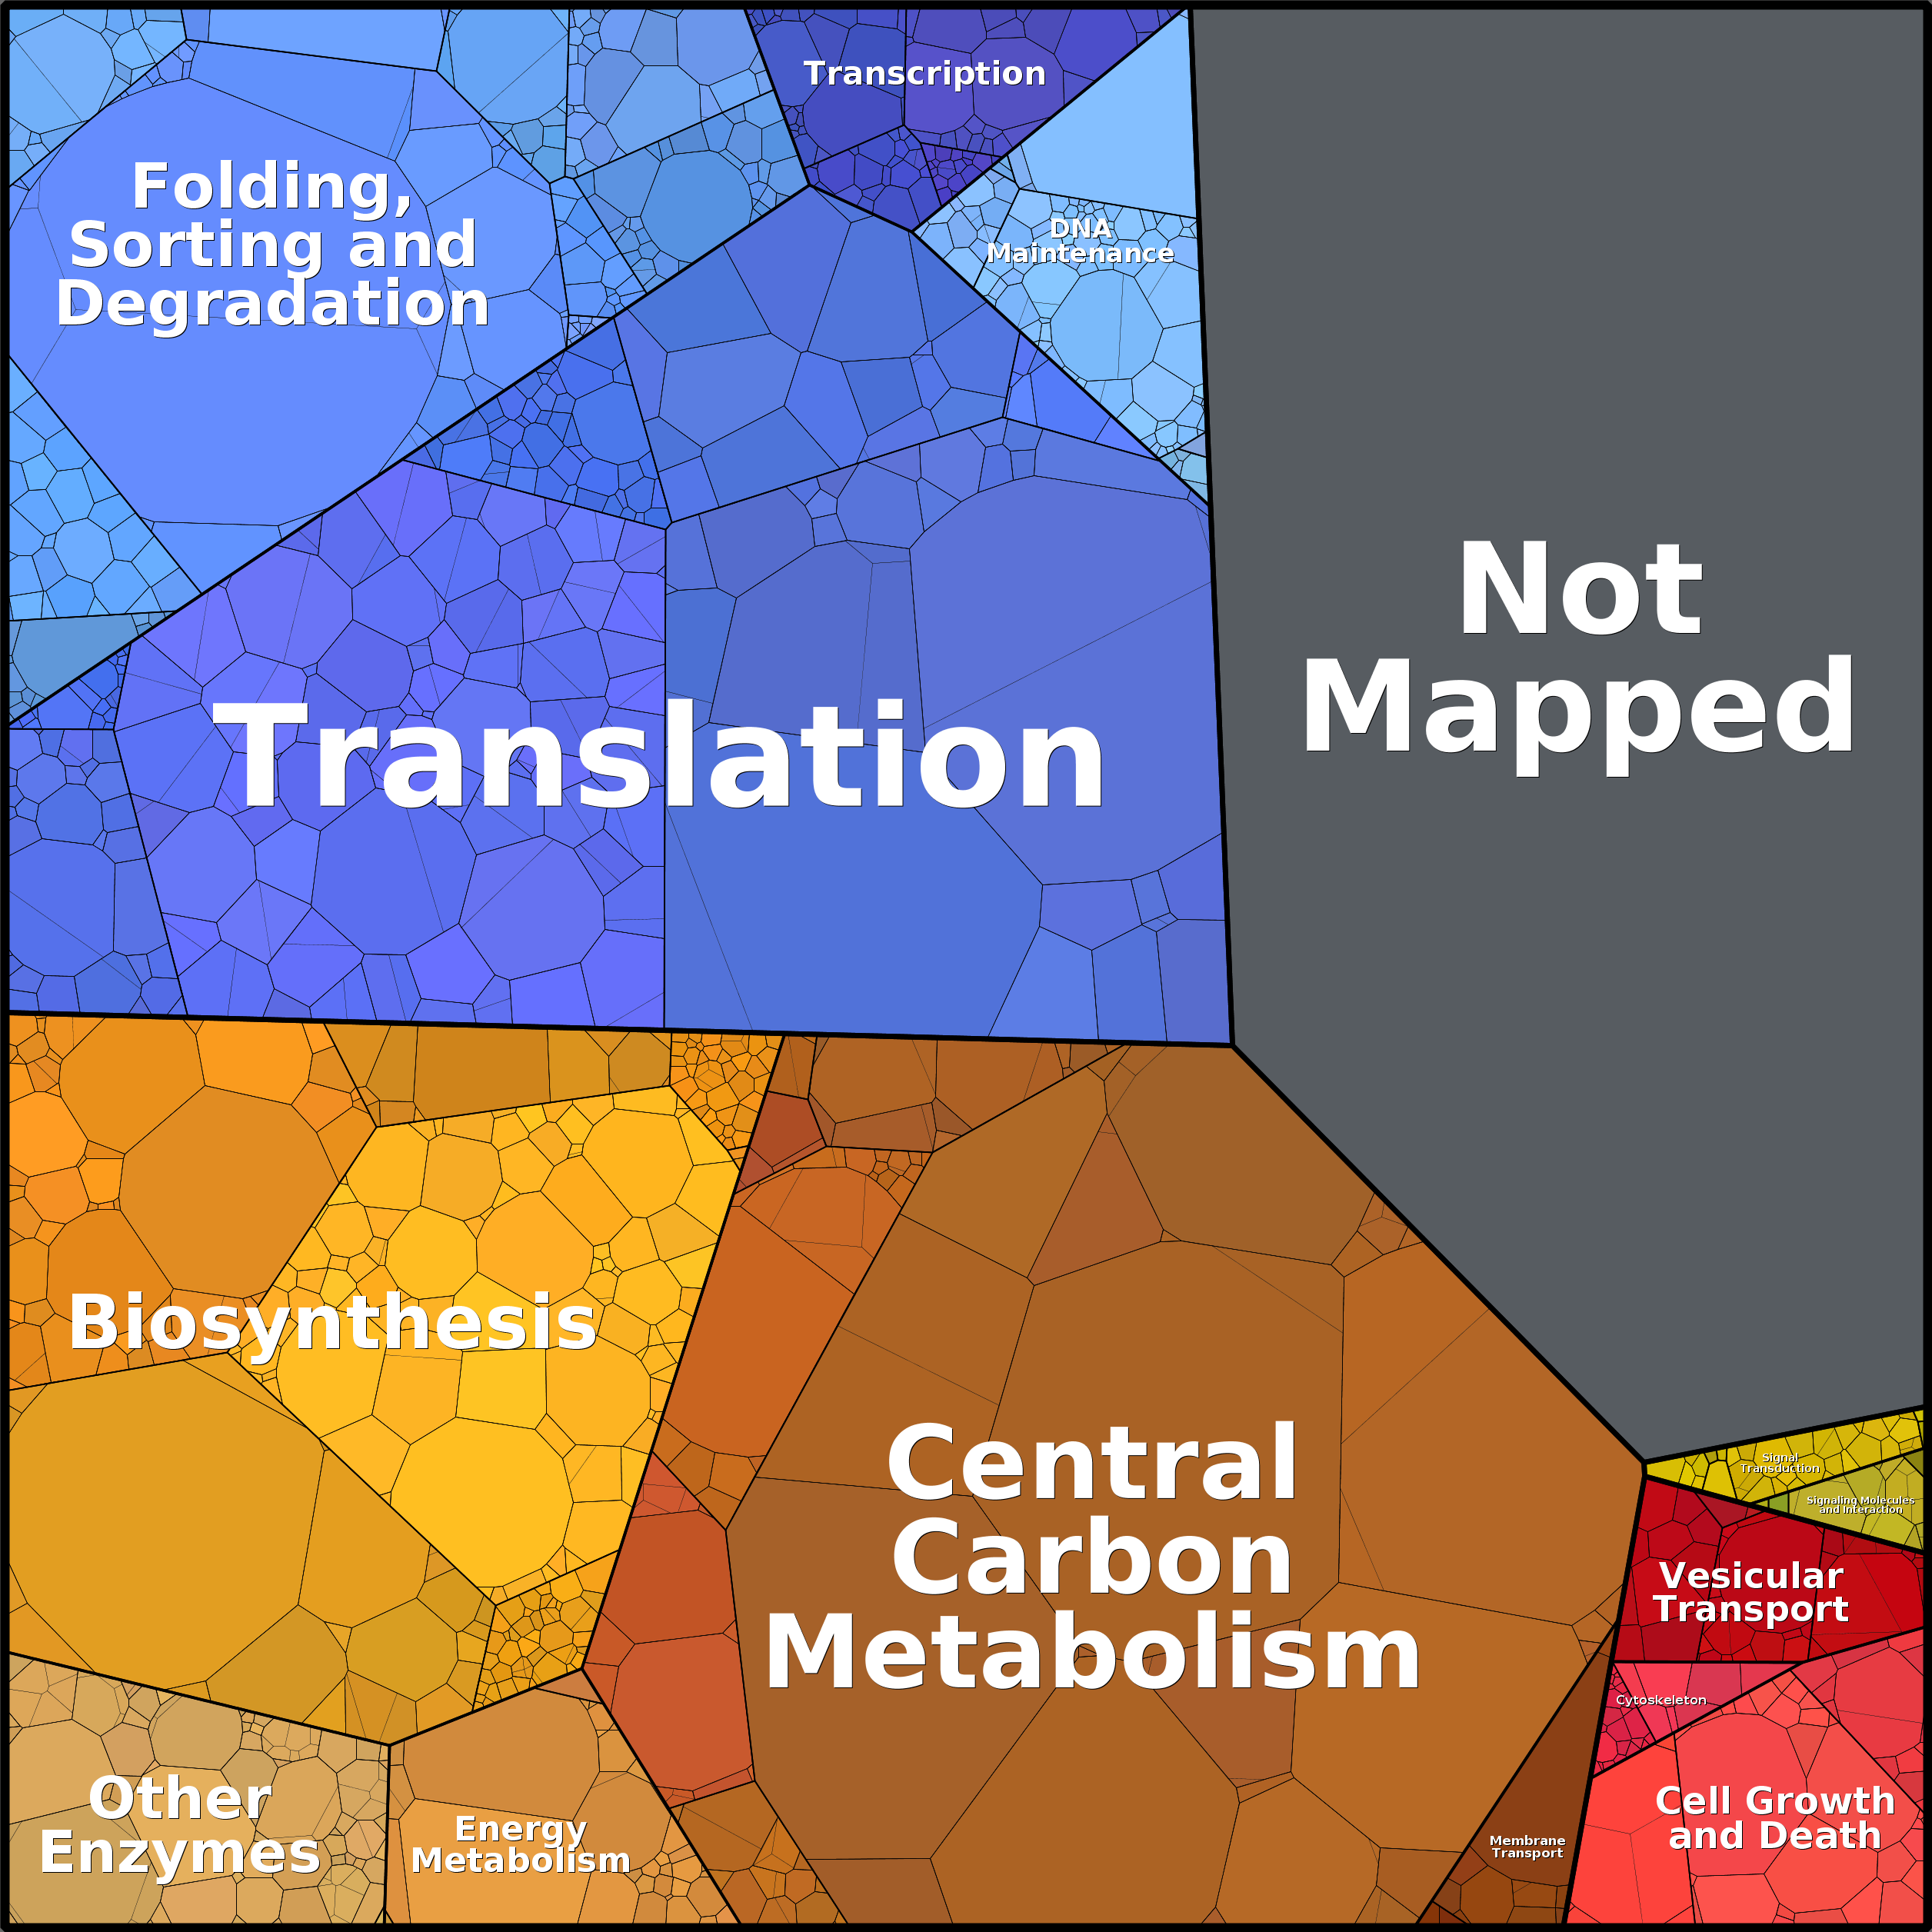 Transcription
Folding,
Sorting and
Degradation
DNA
Maintenance
Not
Mapped
Translation
Biosynthesis
Central
Carbon
Metabolism
Signal
Transduction
Signaling Molecules
and Interaction
Vesicular
Transport
Cytoskeleton
Other
Enzymes
Energy
Metabolism
Membrane
Transport
Cell Growth
and Death